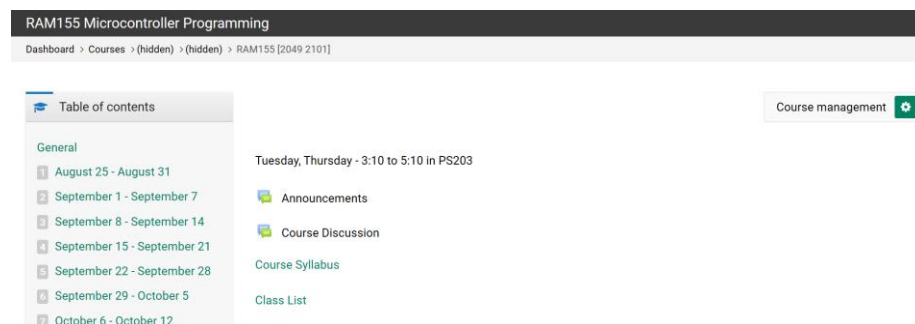 RAM155 Microcontroller Programming
Dashboard > Courses > (hidden) > (hidden) > RAM155 [2049 2101]
Table of contents
Course management
General
1 August 25 - August 31
2 September 1 - September 7
3 September 8 - September 14
4 September 15 - September 21
5 September 22 - September 28
6 September 29 - October 5
7 October 6 - October 12
Tuesday, Thursday - 3:10 to 5:10 in PS203
Announcements
Course Discussion
Course Syllabus
Class List